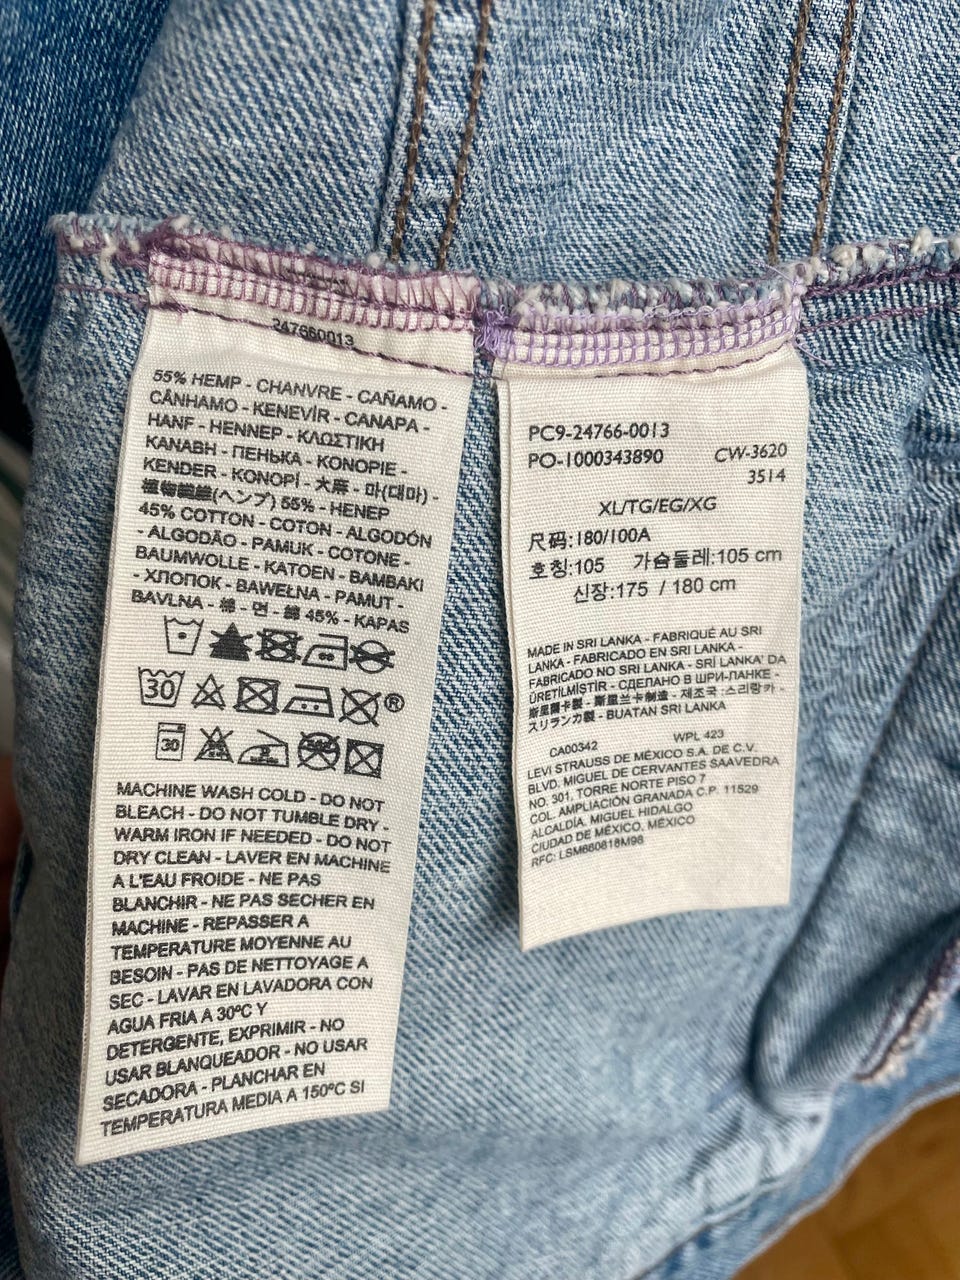 247660013
55% HEMP - CHANVRE - CAÑAMO -
CÂNHAMO - KENEVİR - CANAPA -
HANF - HENNEP - ΚΛΩΣΤΙΚΗ
ΚΑΝΑΒΗ - ПЕНЬКА - KONOPIE -
KENDER - KONOPÍ - 大麻 - 마(대마) -
植物繊維(ヘンプ) 55% - HENEP
45% COTTON - COTON - ALGODÓN
- ALGODÃO - PAMUK - COTONE -
BAUMWOLLE - KATOEN - BAMBAKI
- ХЛОПОК - BAWEŁNA - PAMUT -
BAVLNA - 棉 - 면 - 綿 45% - KAPAS
30
®
30
MACHINE WASH COLD - DO NOT
BLEACH - DO NOT TUMBLE DRY -
WARM IRON IF NEEDED - DO NOT
DRY CLEAN - LAVER EN MACHINE
A L'EAU FROIDE - NE PAS
BLANCHIR - NE PAS SECHER EN
MACHINE - REPASSER A
TEMPERATURE MOYENNE AU
BESOIN - PAS DE NETTOYAGE A
SEC - LAVAR EN LAVADORA CON
AGUA FRIA A 30ºC Y
DETERGENTE, EXPRIMIR - NO
USAR BLANQUEADOR - NO USAR
SECADORA - PLANCHAR EN
TEMPERATURA MEDIA A 150ºC SI
PC9-24766-0013
PO-1000343890 CW-3620
3514
XL/TG/EG/XG
尺码:180/100A
호칭:105 가슴둘레:105 cm
신장:175 / 180 cm
MADE IN SRI LANKA - FABRIQUÉ AU SRI
LANKA - FABRICADO EN SRI LANKA -
FABRICADO NO SRI LANKA - SRİ LANKA' DA
ÜRETİLMİŞTİR - СДЕЛАНО В ШРИ-ЛАНКЕ -
斯里蘭卡製 - 斯里兰卡制造 - 제조국 :스리랑카 -
スリランカ製 - BUATAN SRI LANKA
CA00342 WPL 423
LEVI STRAUSS DE MÉXICO S.A. DE C.V.
BLVD. MIGUEL DE CERVANTES SAAVEDRA
NO. 301, TORRE NORTE PISO 7
COL. AMPLIACIÓN GRANADA C.P. 11529
ALCALDÍA. MIGUEL HIDALGO
CIUDAD DE MÉXICO, MÉXICO
RFC: LSM660818M98